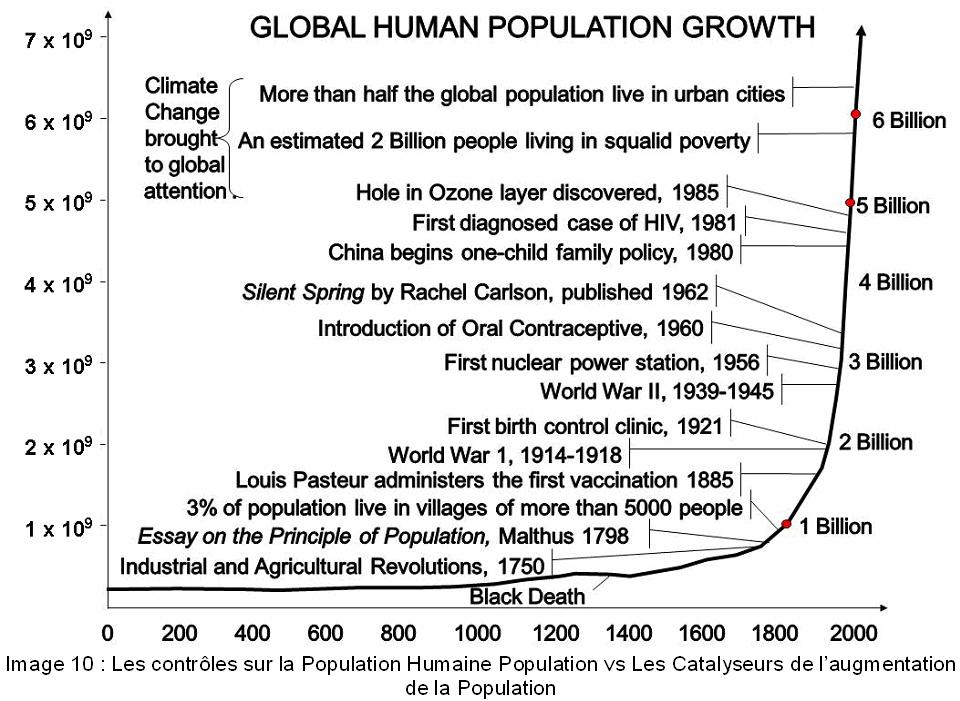 GLOBAL HUMAN POPULATION GROWTH
7 x 10⁹
6 x 10⁹
5 x 10⁹
4 x 10⁹
3 x 10⁹
2 x 10⁹
1 x 10⁹
Climate
Change
brought
to global
attention .
More than half the global population live in urban cities
An estimated 2 Billion people living in squalid poverty
Hole in Ozone layer discovered, 1985
First diagnosed case of HIV, 1981
China begins one-child family policy, 1980
Silent Spring by Rachel Carlson, published 1962
Introduction of Oral Contraceptive, 1960
First nuclear power station, 1956
World War II, 1939-1945
First birth control clinic, 1921
World War 1, 1914-1918
Louis Pasteur administers the first vaccination 1885
3% of population live in villages of more than 5000 people
Essay on the Principle of Population, Malthus 1798
Industrial and Agricultural Revolutions, 1750
Black Death
6 Billion
5 Billion
4 Billion
3 Billion
2 Billion
1 Billion
0 200 400 600 800 1000 1200 1400 1600 1800 2000
Image 10 : Les contrôles sur la Population Humaine Population vs Les Catalyseurs de l'augmentation
de la Population